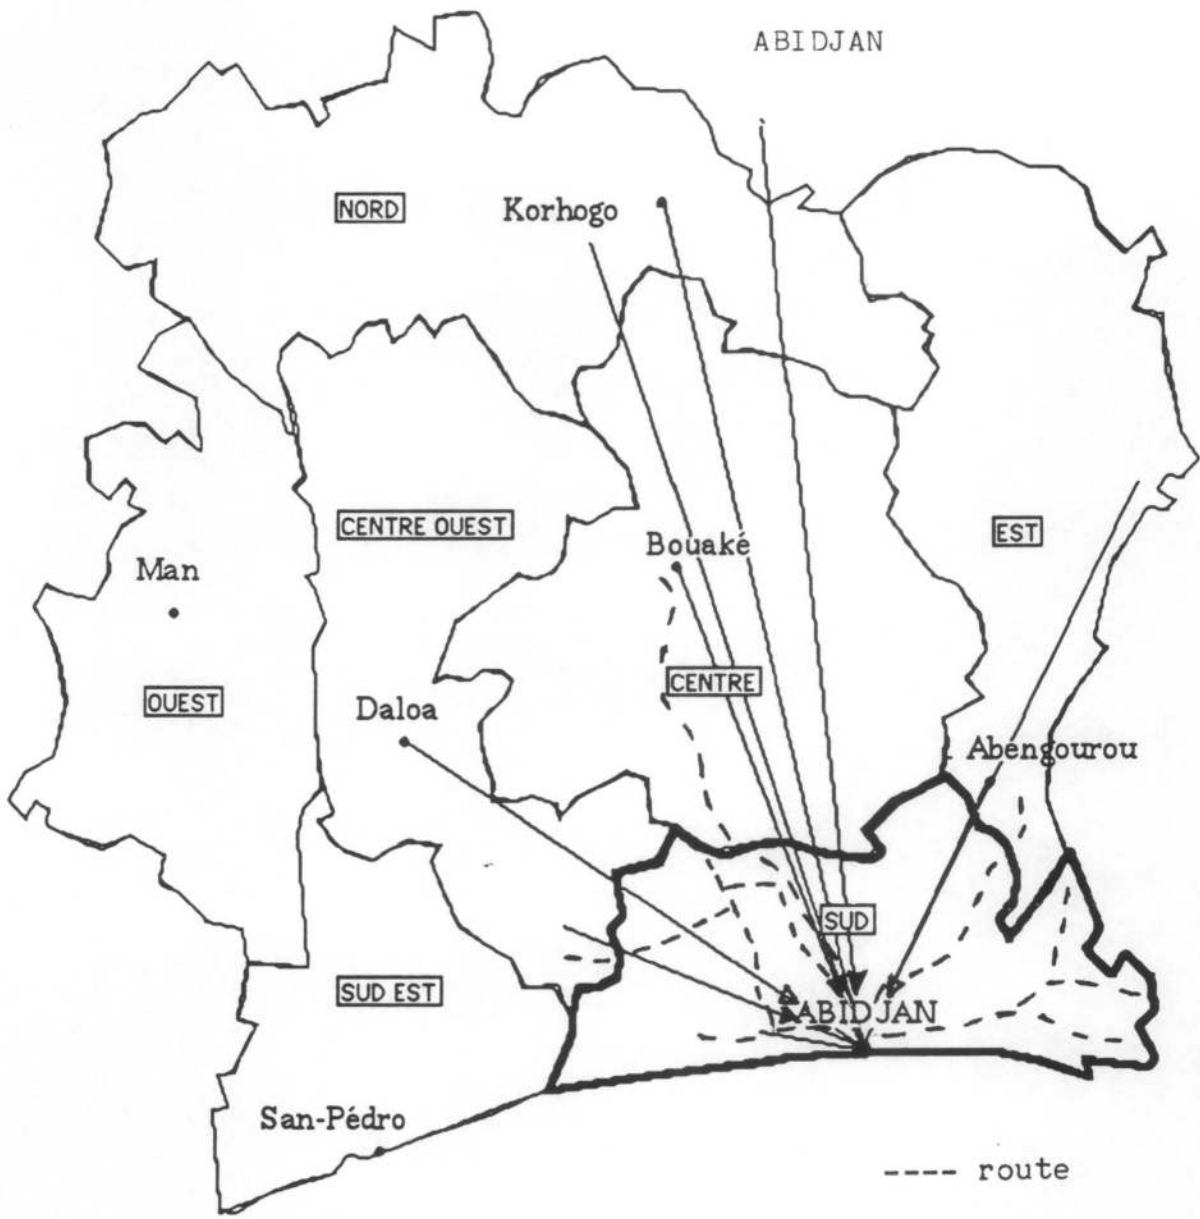 ABIDJAN
NORD
Korhogo
CENTRE OUEST
Bouaké
EST
Man
OUEST
CENTRE
Daloa
Abengourou
SUD
SUD EST
ABIDJAN
San-Pédro
---- route